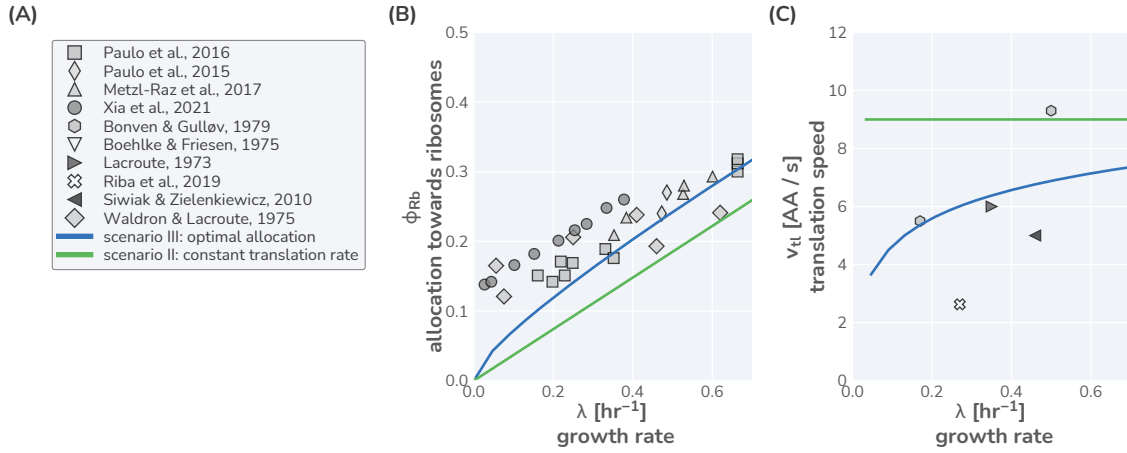 (A)
Paulo et al., 2016
Paulo et al., 2015
Metzl-Raz et al., 2017
Xia et al., 2021
Bonven & Gulløv, 1979
Boehlke & Friesen, 1975
Lacroute, 1973
Riba et al., 2019
Siwiak & Zielenkiewicz, 2010
Waldron & Lacroute, 1975
scenario III: optimal allocation
scenario II: constant translation rate
(B)
ϕRb
allocation towards ribosomes
0.5
0.4
0.3
0.2
0.1
0.0
0.0 0.2 0.4 0.6
λ [hr⁻¹]
growth rate
(C)
vtl [AA / s]
translation speed
12
10
8
6
4
2
0
0.0 0.2 0.4 0.6
λ [hr⁻¹]
growth rate